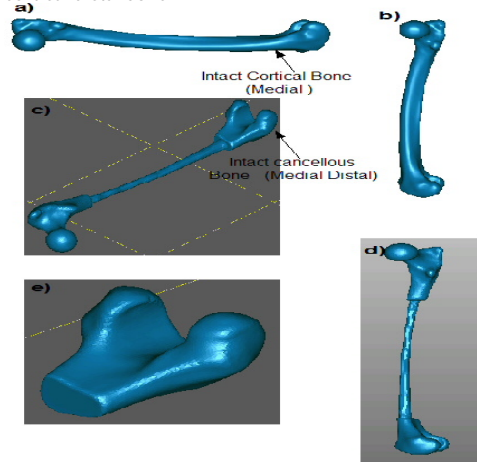 a)
b)
Intact Cortical Bone
(Medial )
c)
Intact cancellous
Bone (Medial Distal)
d)
e)